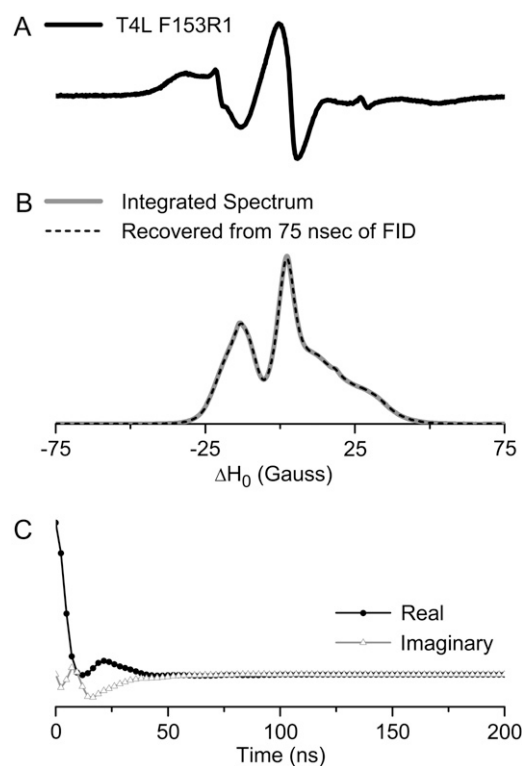 A T4L F153R1
B Integrated Spectrum
Recovered from 75 nsec of FID
-75 -25 25 75
ΔH₀ (Gauss)
C
Real
Imaginary
0 50 100 150 200
Time (ns)